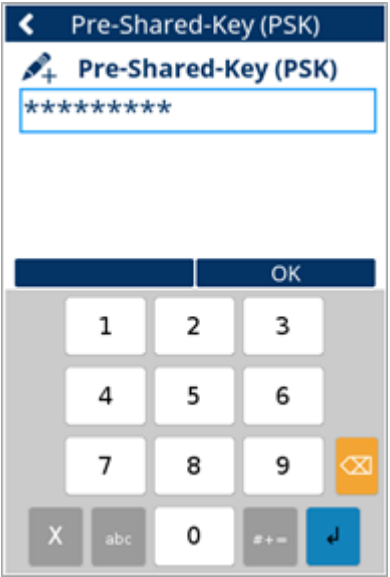 Pre-Shared-Key (PSK)
Pre-Shared-Key (PSK)
*********
OK
1 2 3
4 5 6
7 8 9
X abc 0 #+=